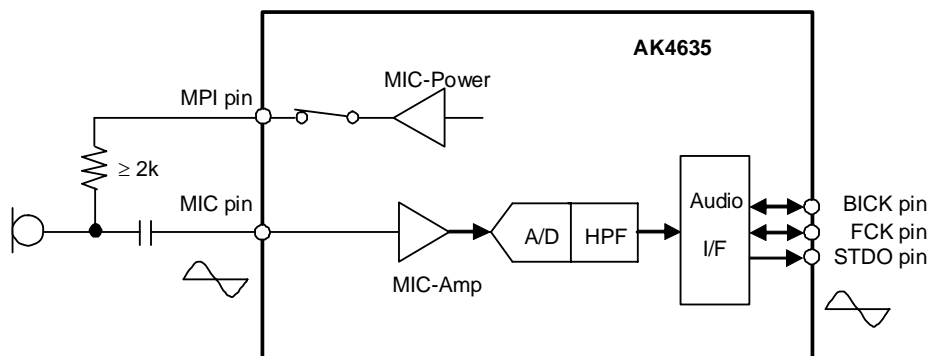 AK4635
MIC-Power
MPI pin
≥ 2k
MIC pin
MIC-Amp
A/D
HPF
Audio
I/F
BICK pin
FCK pin
STDO pin